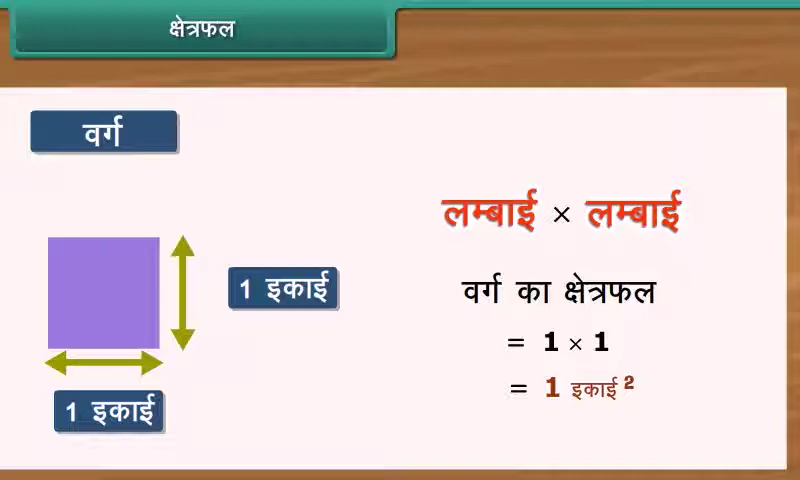 क्षेत्रफल
वर्ग
लम्बाई × लम्बाई
1 इकाई
वर्ग का क्षेत्रफल
= 1 × 1
= 1 इकाई ²
1 इकाई